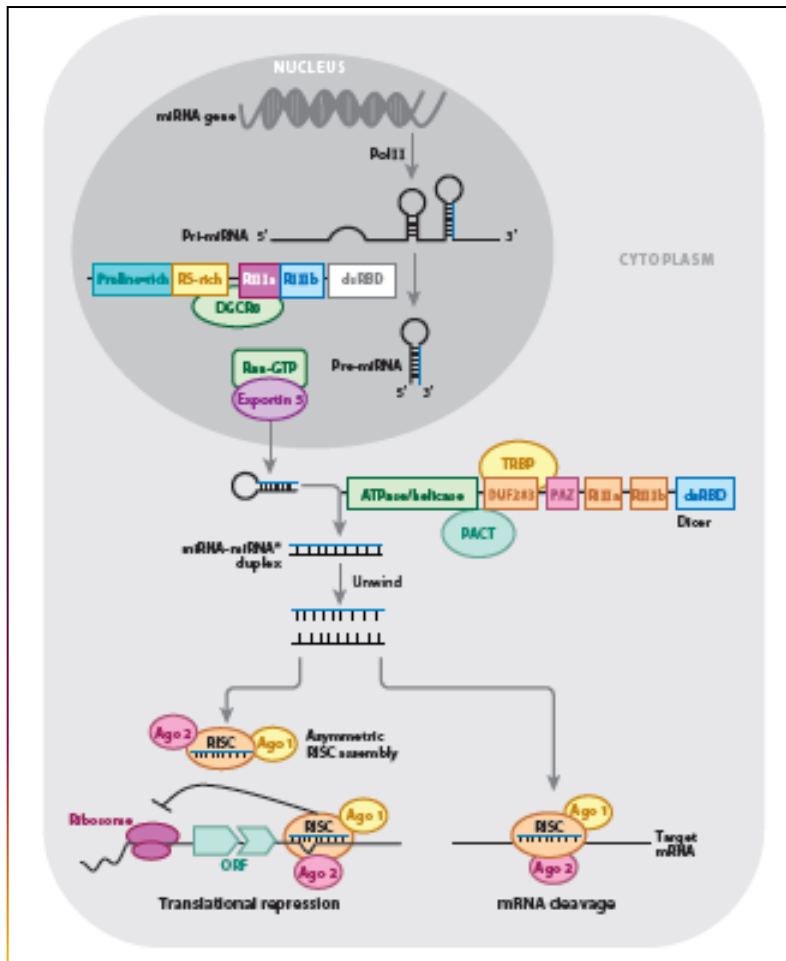 NUCLEUS
miRNA gene
PolII
Pri-miRNA 5' 3'
CYTOPLASM
Proline-rich RS-rich RIIIa RIIIb dsRBD
DGCR8
Ran-GTP
Exportin 5
Pre-miRNA
5' 3'
TRBP
ATPase/helicase DUF283 PAZ RIIIa RIIIb dsRBD
Dicer
PACT
miRNA-miRNA*
duplex
Unwind
Ago 2 RISC Ago 1
Asymmetric
RISC assembly
Ribosome
ORF
RISC
Ago 1
Ago 2
Translational repression
RISC
Ago 1
Ago 2
Target
mRNA
mRNA cleavage